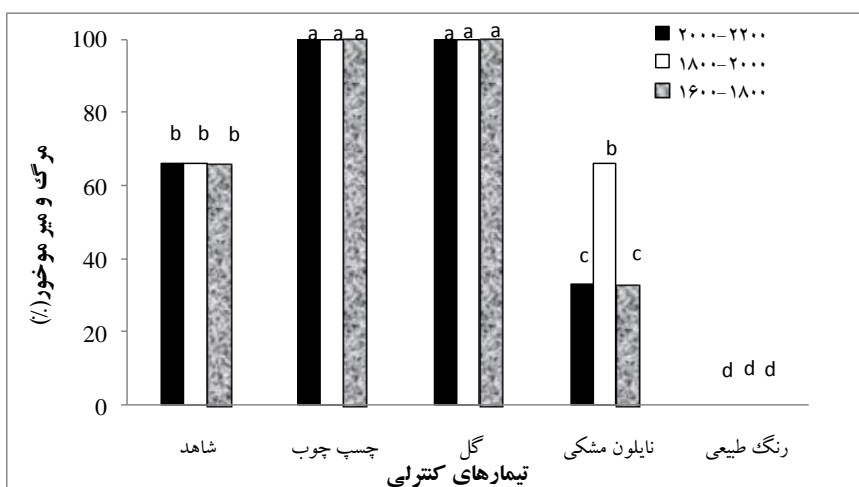 مرگ و میر موخور(٪)
100
80
60
40
20
0
۲۰۰۰-۲۲۰۰
۱۸۰۰-۲۰۰۰
۱۶۰۰-۱۸۰۰
b b b
a a a
a a a
c b c
d d d
شاهد
چسپ چوب
گل
نایلون مشکی
رنگ طبیعی
تیمارهای کنترلی